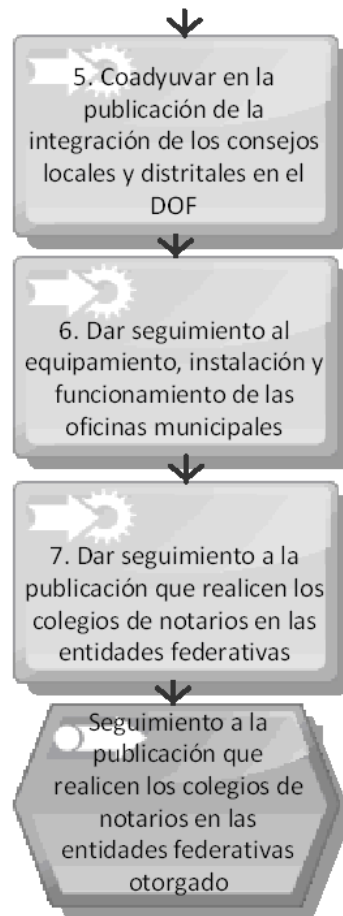 5. Coadyuvar en la
publicación de la
integración de los consejos
locales y distritales en el
DOF
6. Dar seguimiento al
equipamiento, instalación y
funcionamiento de las
oficinas municipales
7. Dar seguimiento a la
publicación que realicen los
colegios de notarios en las
entidades federativas
Seguimiento a la
publicación que
realicen los colegios de
notarios en las
entidades federativas
otorgado